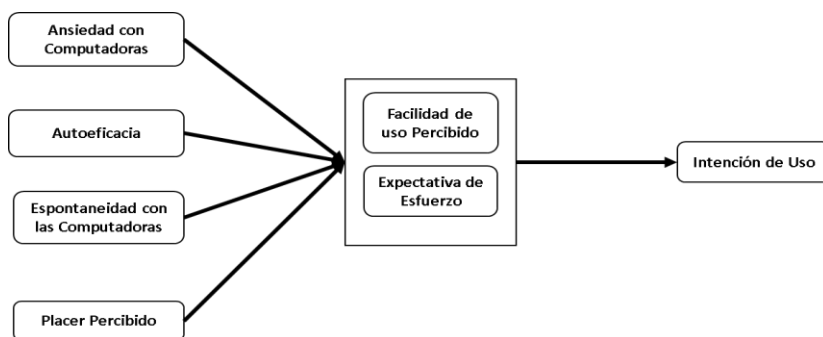 Ansiedad con
Computadoras
Autoeficacia
Espontaneidad con
las Computadoras
Placer Percibido
Facilidad de
uso Percibido
Expectativa de
Esfuerzo
Intención de Uso